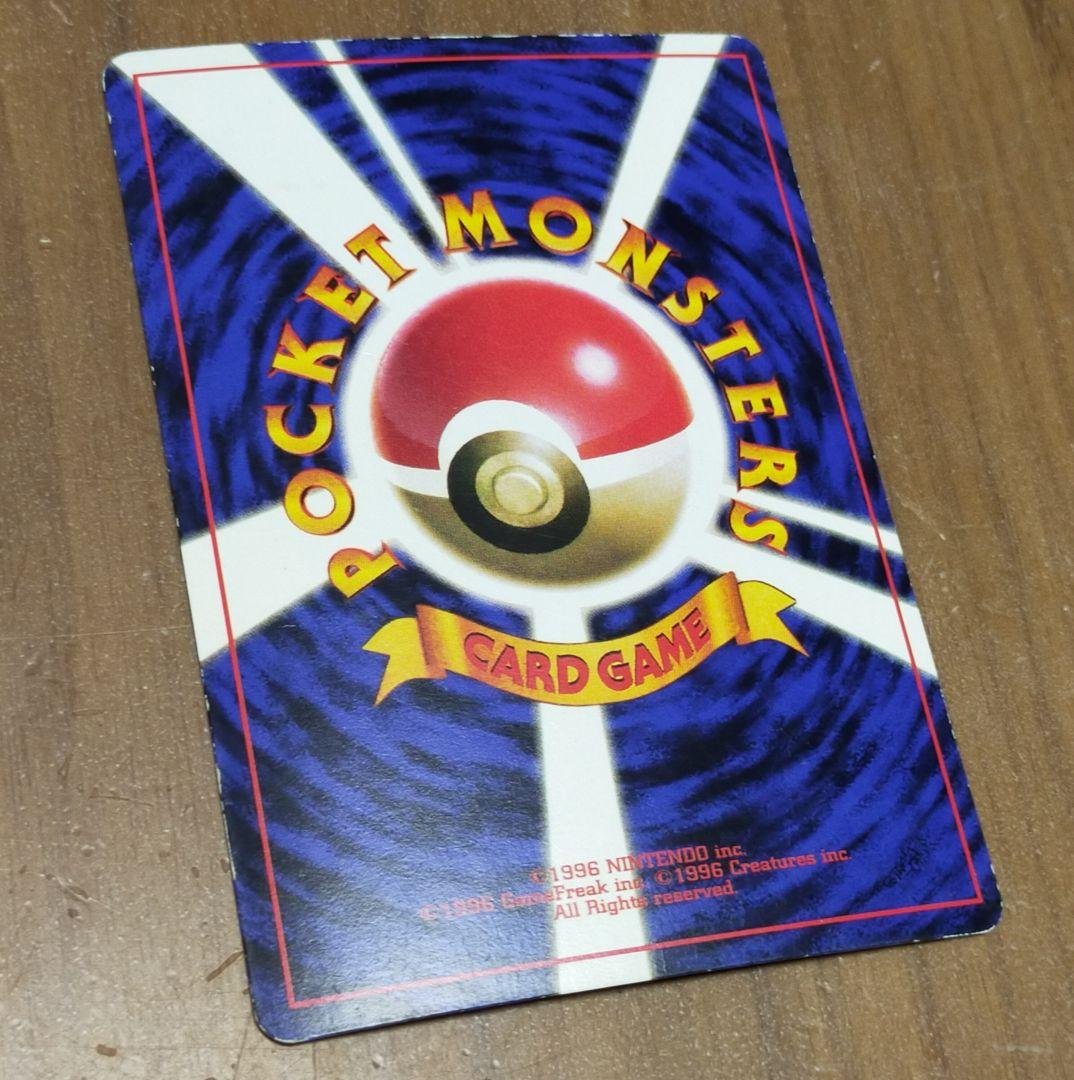 POCKET MONSTERS
CARD GAME
©1996 NINTENDO inc.
©1996 GameFreak inc. ©1996 Creatures inc.
All Rights reserved.